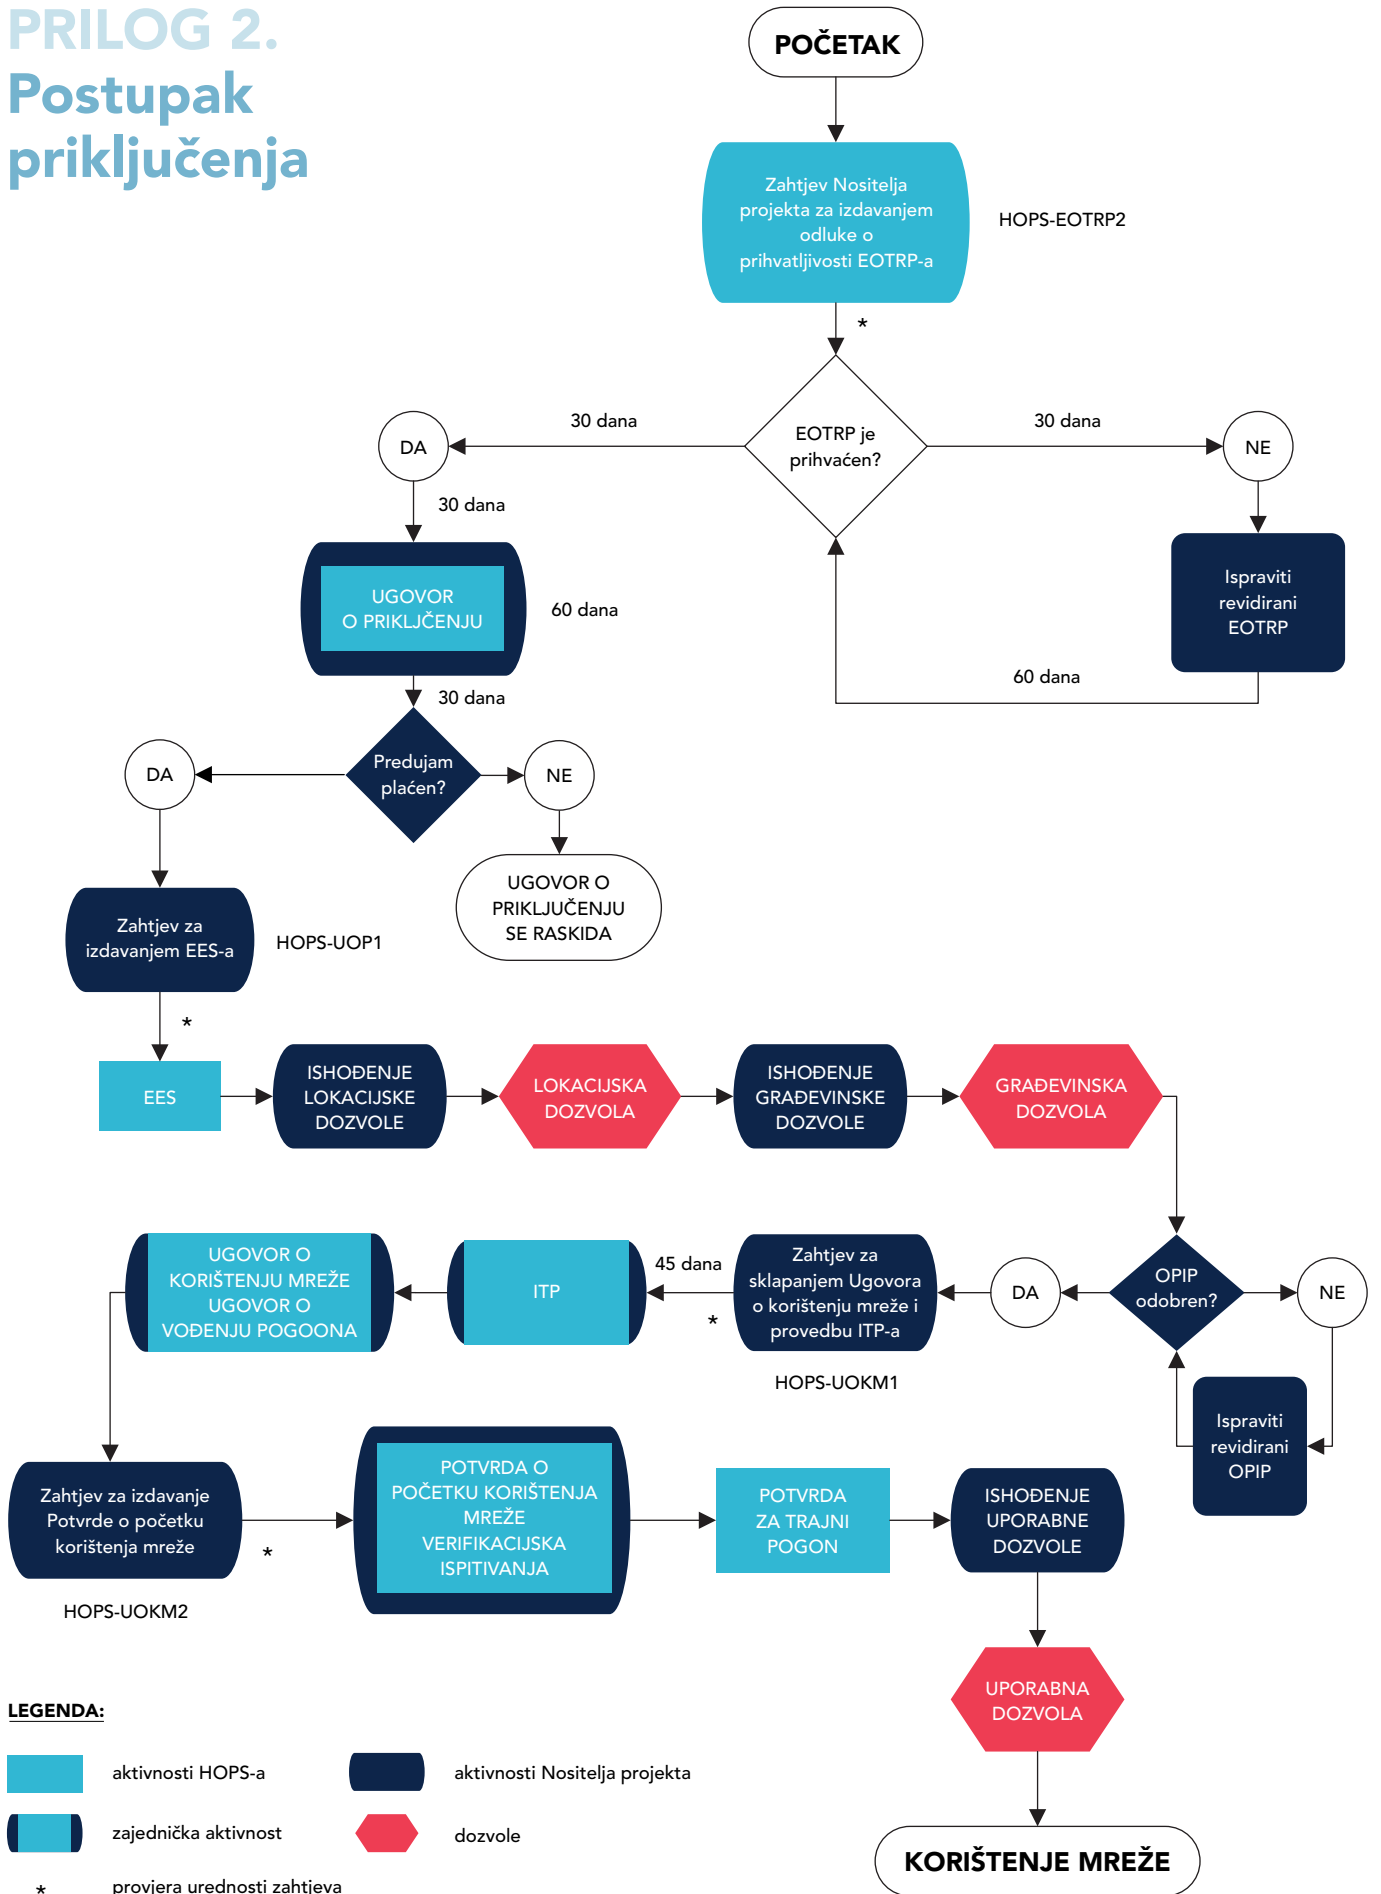 PRILOG 2.
Postupak
priključenja
POČETAK
Zahtjev Nositelja
projekta za izdavanjem
odluke o
prihvatljivosti EOTRP-a
HOPS-EOTRP2
*
EOTRP je
prihvaćen?
30 dana
30 dana
DA
NE
30 dana
Ispraviti
revidirani
EOTRP
60 dana
UGOVOR
O PRIKLJČENJU
60 dana
30 dana
Predujam
plaćen?
DA
NE
UGOVOR O
PRIKLJUČENJU
SE RASKIDA
Zahtjev za
izdavanjem EES-a
HOPS-UOP1
*
EES
ISHOĐENJE
LOKACIJSKE
DOZVOLE
LOKACIJSKA
DOZVOLA
ISHOĐENJE
GRAĐEVINSKE
DOZVOLE
GRAĐEVINSKA
DOZVOLA
OPIP
odobren?
NE
DA
Ispraviti
revidirani
OPIP
Zahtjev za
sklapanjem Ugovora
o korištenju mreže i
provedbu ITP-a
HOPS-UOKM1
45 dana
*
ITP
UGOVOR O
KORIŠTENJU MREŽE
UGOVOR O
VOĐENJU POGOONA
Zahtjev za izdavanje
Potvrde o početku
korištenja mreže
HOPS-UOKM2
*
POTVRDA O
POČETKU KORIŠTENJA
MREŽE
VERIFIKACIJSKA
ISPITIVANJA
POTVRDA
ZA TRAJNI
POGON
ISHOĐENJE
UPORABNE
DOZVOLE
UPORABNA
DOZVOLA
KORIŠTENJE MREŽE
LEGENDA:
aktivnosti HOPS-a
aktivnosti Nositelja projekta
zajednička aktivnost
dozvole
* provjera urednosti zahtjeva